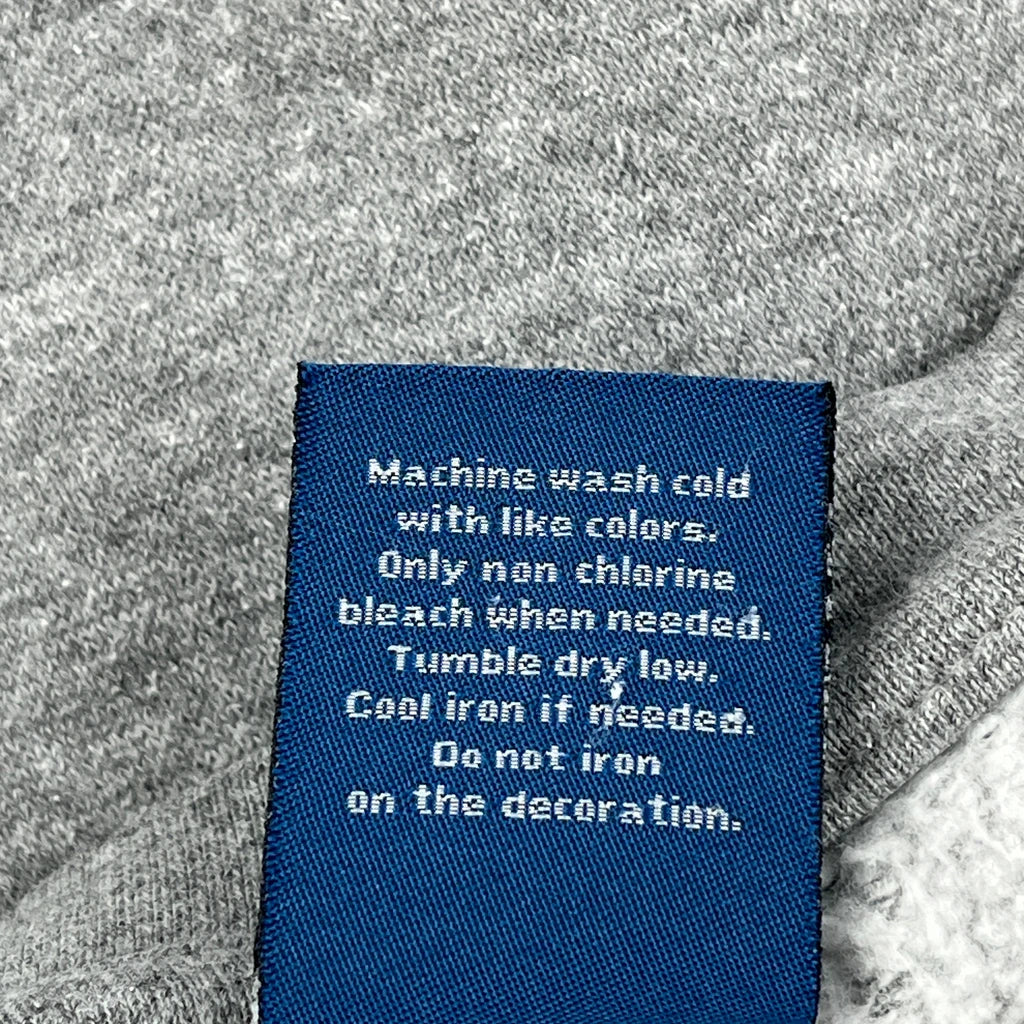 Machine wash cold
with like colors.
Only non chlorine
bleach when needed.
Tumble dry low.
Cool iron if needed.
Do not iron
on the decoration.